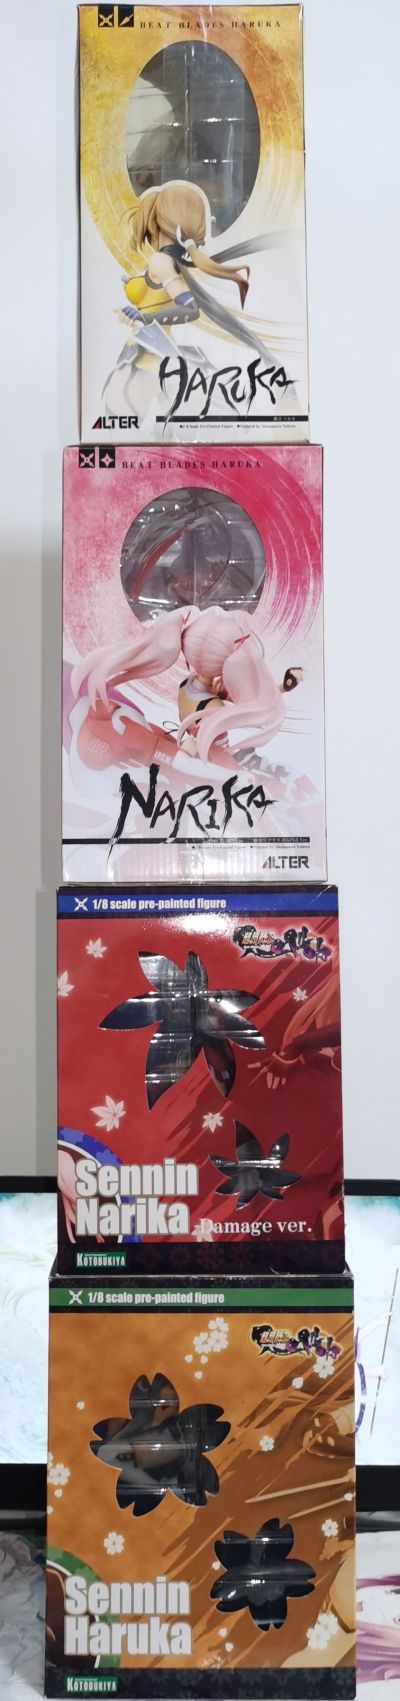 BEAT BLADES HARUKA
HARUKA
ALTER
BEAT BLADES HARUKA
NARIKA
ALTER
1/8 scale pre-painted figure
Sennin
Narika
Damage ver.
KOTOBUKIYA
1/8 scale pre-painted figure
Sennin
Haruka
KOTOBUKIYA